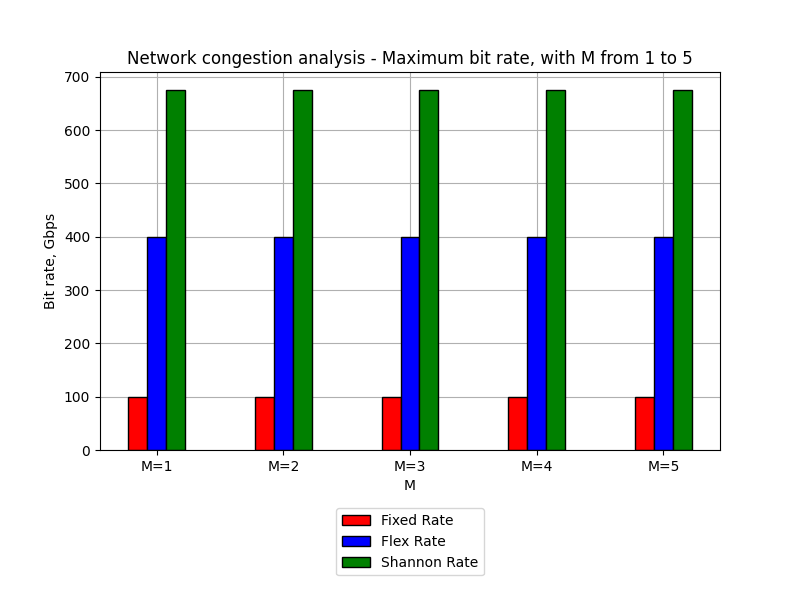 Network congestion analysis - Maximum bit rate, with M from 1 to 5
700
600
500
400
300
200
100
0
Bit rate, Gbps
M=1 M=2 M=3 M=4 M=5
M
Fixed Rate
Flex Rate
Shannon Rate